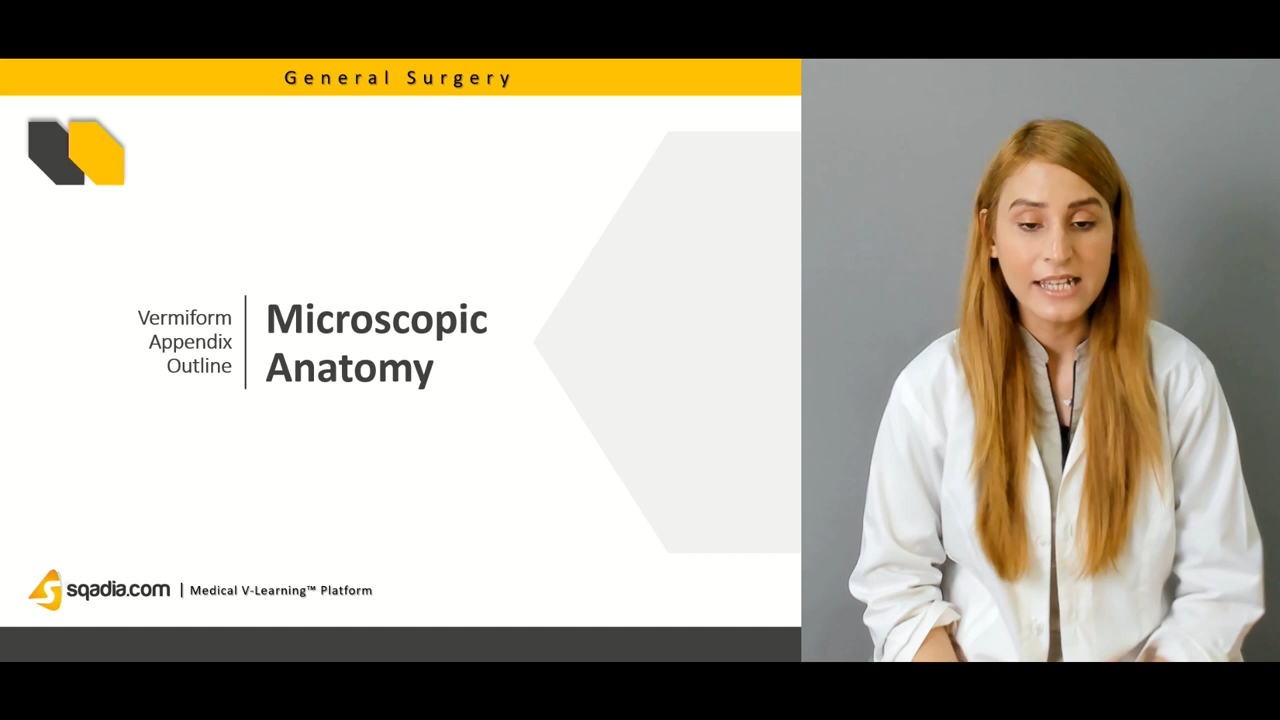 General Surgery
Vermiform
Appendix
Outline
Microscopic
Anatomy
sqadia.com | Medical V-Learning™ Platform